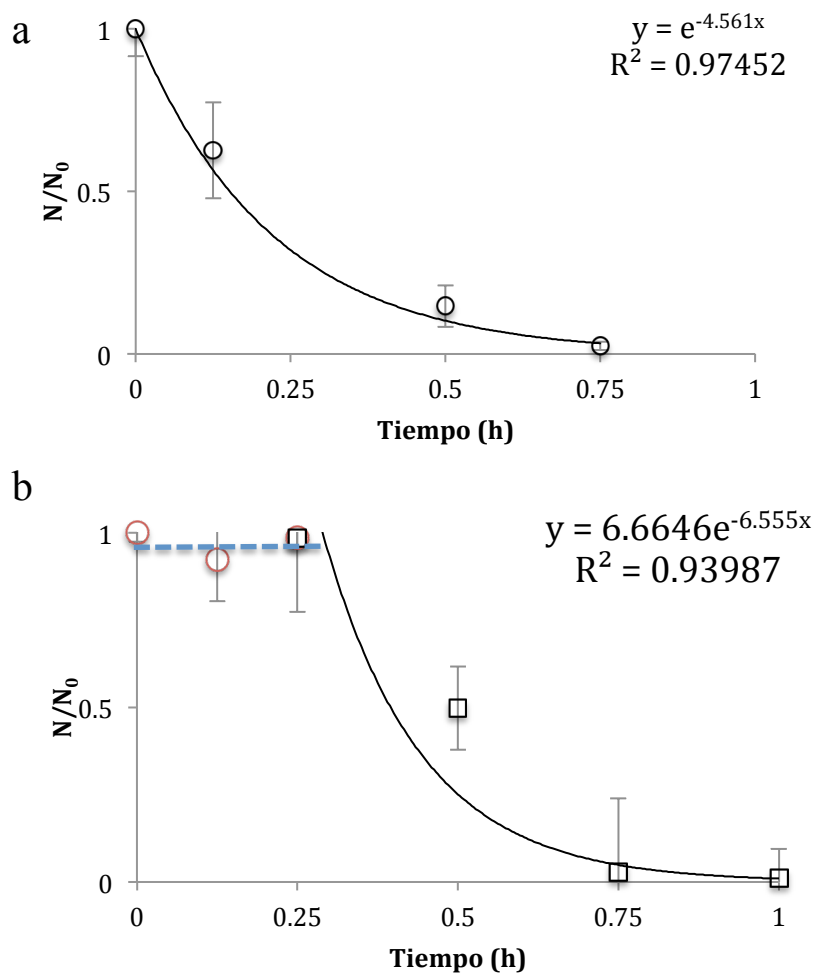 a
y = e^-4.561x
R² = 0.97452
1
0.5
0
N/N₀
0 0.25 0.5 0.75 1
Tiempo (h)
b
y = 6.6646e^-6.555x
R² = 0.93987
1
0.5
0
N/N₀
0 0.25 0.5 0.75 1
Tiempo (h)